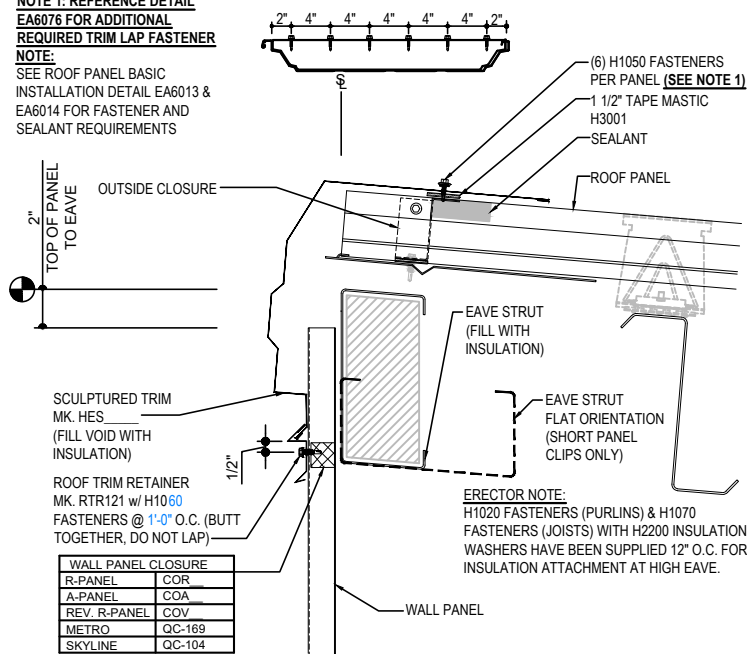 NOTE 1: REFERENCE DETAIL
EA6076 FOR ADDITIONAL
REQUIRED TRIM LAP FASTENER
NOTE:
SEE ROOF PANEL BASIC
INSTALLATION DETAIL EA6013 &
EA6014 FOR FASTENER AND
SEALANT REQUIREMENTS
2" 4" 4" 4" 4" 4" 2"
℄
(6) H1050 FASTENERS
PER PANEL (SEE NOTE 1)
1 1/2" TAPE MASTIC
H3001
SEALANT
ROOF PANEL
OUTSIDE CLOSURE
2"
TOP OF PANEL
TO EAVE
EAVE STRUT
(FILL WITH
INSULATION)
EAVE STRUT
FLAT ORIENTATION
(SHORT PANEL
CLIPS ONLY)
SCULPTURED TRIM
MK. HES_____
(FILL VOID WITH
INSULATION)
1/2"
ROOF TRIM RETAINER
MK. RTR121 w/ H1060
FASTENERS @ 1'-0" O.C. (BUTT
TOGETHER, DO NOT LAP)
ERECTOR NOTE:
H1020 FASTENERS (PURLINS) & H1070
FASTENERS (JOISTS) WITH H2200 INSULATION
WASHERS HAVE BEEN SUPPLIED 12" O.C. FOR
INSULATION ATTACHMENT AT HIGH EAVE.
WALL PANEL CLOSURE
R-PANEL COR__
A-PANEL COA__
REV. R-PANEL COV__
METRO QC-169
SKYLINE QC-104
WALL PANEL